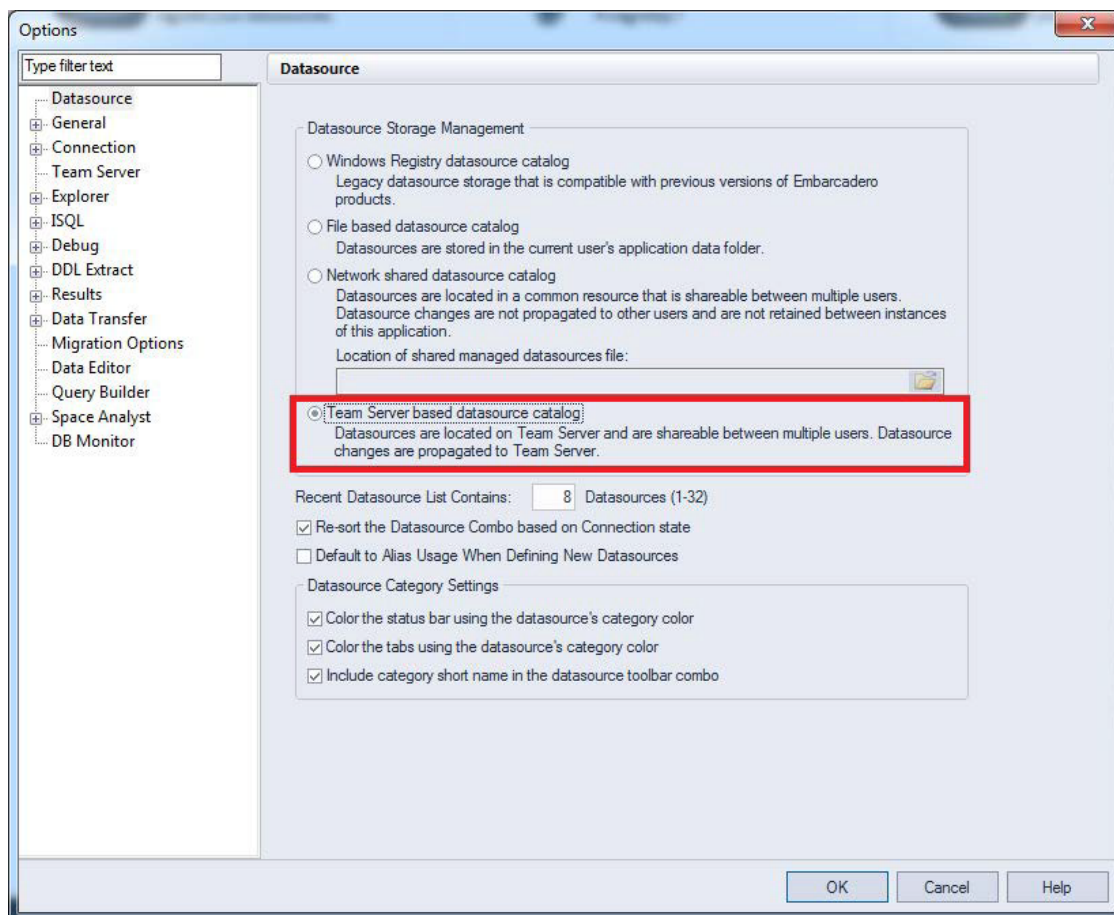 Options
Type filter text
Datasource
General
Connection
Team Server
Explorer
ISQL
Debug
DDL Extract
Results
Data Transfer
Migration Options
Data Editor
Query Builder
Space Analyst
DB Monitor
Datasource
Datasource Storage Management
Windows Registry datasource catalog
Legacy datasource storage that is compatible with previous versions of Embarcadero
products.
File based datasource catalog
Datasources are stored in the current user's application data folder.
Network shared datasource catalog
Datasources are located in a common resource that is shareable between multiple users.
Datasource changes are not propagated to other users and are not retained between instances
of this application.
Location of shared managed datasources file:
Team Server based datasource catalog
Datasources are located on Team Server and are shareable between multiple users. Datasource
changes are propagated to Team Server.
Recent Datasource List Contains: 8 Datasources (1-32)
Re-sort the Datasource Combo based on Connection state
Default to Alias Usage When Defining New Datasources
Datasource Category Settings
Color the status bar using the datasource's category color
Color the tabs using the datasource's category color
Include category short name in the datasource toolbar combo
OK Cancel Help